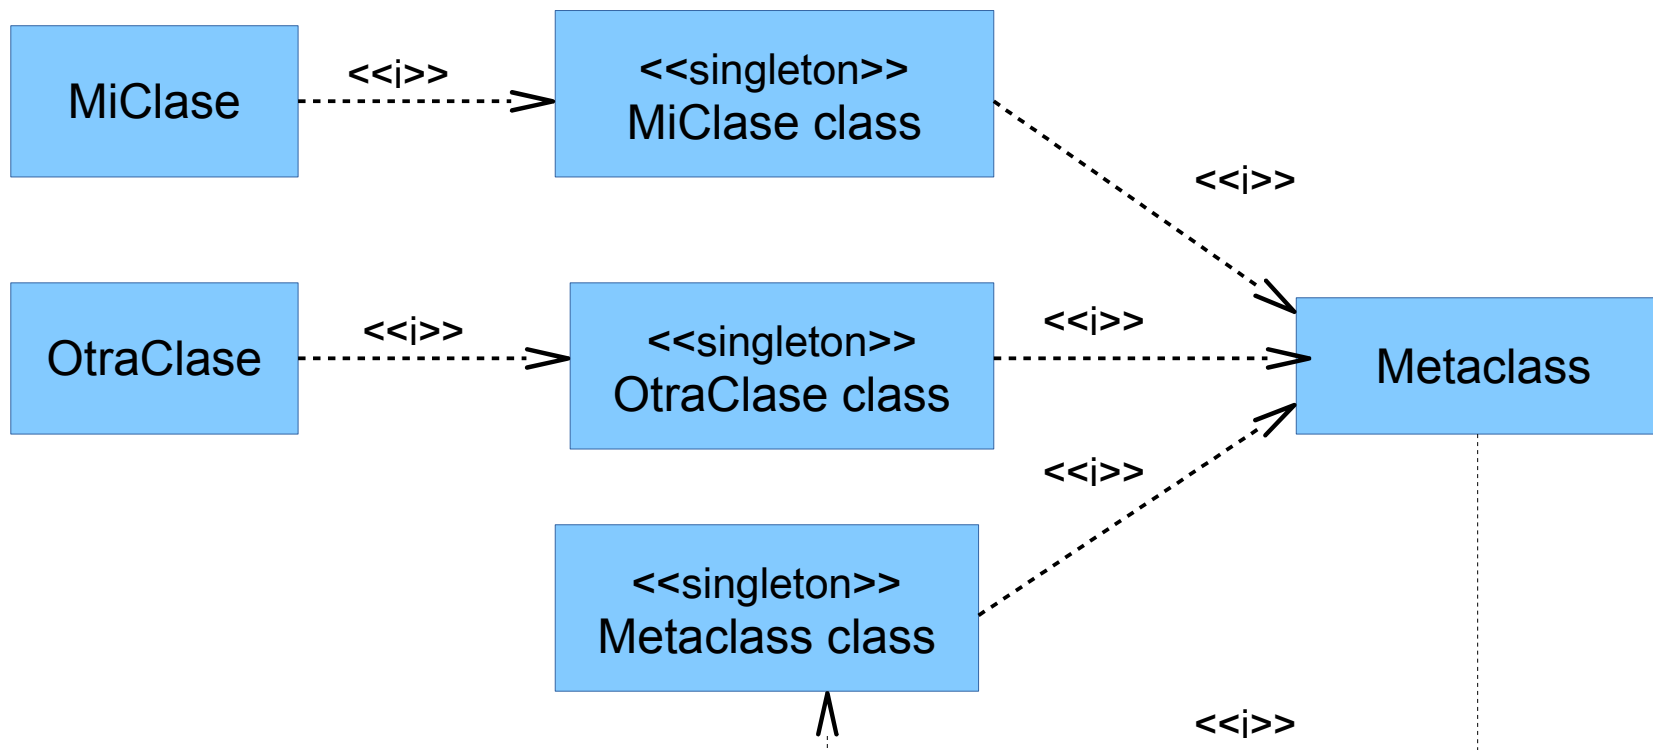 MiClase
<<i>>
<<singleton>>
MiClase class
<<i>>
OtraClase
<<i>>
<<singleton>>
OtraClase class
<<i>>
Metaclass
<<i>>
<<singleton>>
Metaclass class
<<i>>